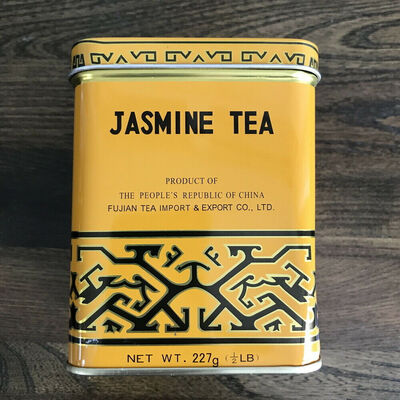 JASMINE TEA
PRODUCT OF
THE PEOPLE'S REPUBLIC OF CHINA
FUJIAN TEA IMPORT & EXPORT CO., LTD.
NET WT. 227g (½LB)